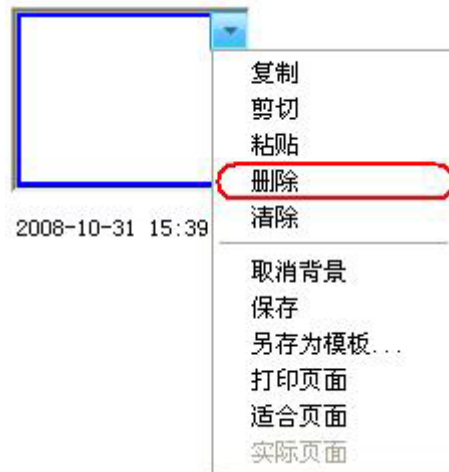 复制
剪切
粘贴
删除
清除
2008-10-31 15:39
取消背景
保存
另存为模板...
打印页面
适合页面
实际页面